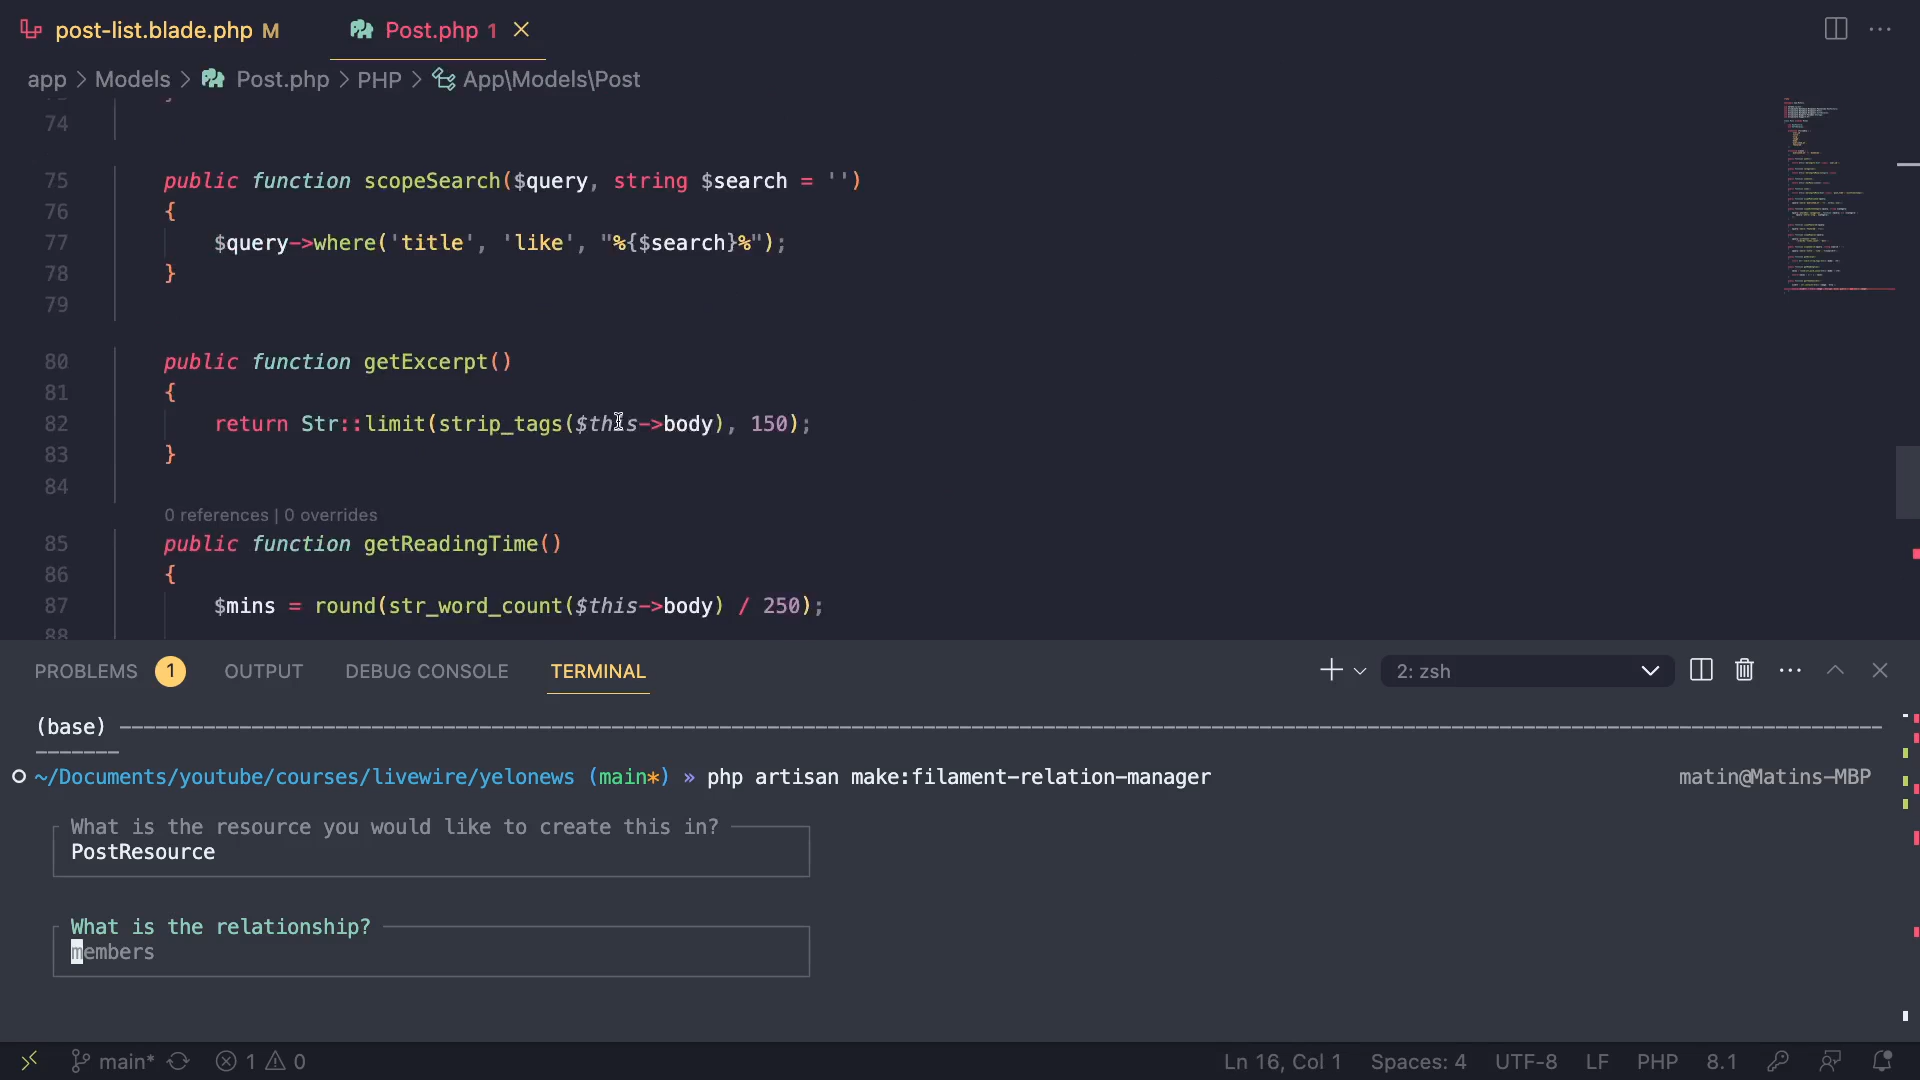 post-list.blade.php M
Post.php 1
app > Models > Post.php > PHP > App\Models\Post
74
75 public function scopeSearch($query, string $search = '')
76 {
77 $query->where('title', 'like', "%{$search}%");
78 }
79
80 public function getExcerpt()
81 {
82 return Str::limit(strip_tags($this->body), 150);
83 }
84
0 references | 0 overrides
85 public function getReadingTime()
86 {
87 $mins = round(str_word_count($this->body) / 250);
88
PROBLEMS 1 OUTPUT DEBUG CONSOLE TERMINAL 2: zsh
(base)
~/Documents/youtube/courses/livewire/yelonews (main*) » php artisan make:filament-relation-manager matin@Matins-MBP
What is the resource you would like to create this in?
PostResource
What is the relationship?
members
main* 1 0 Ln 16, Col 1 Spaces: 4 UTF-8 LF PHP 8.1